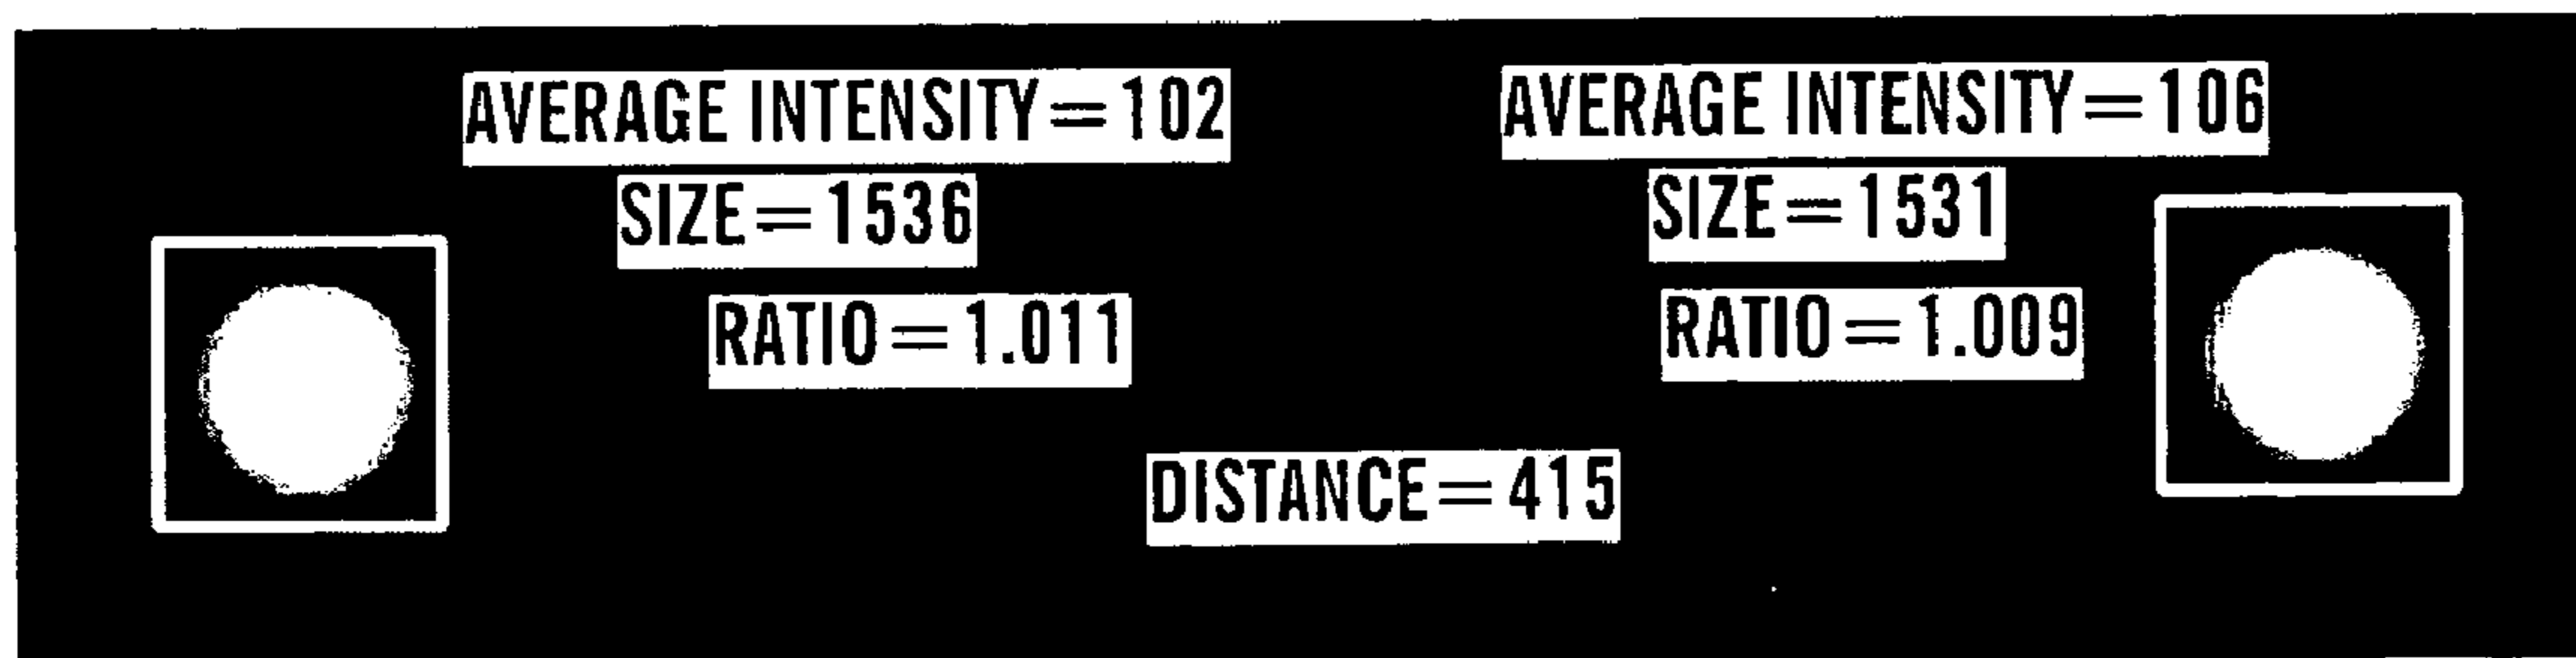 AVERAGE INTENSITY=102
SIZE=1536
RATIO=1.011
AVERAGE INTENSITY=106
SIZE=1531
RATIO=1.009
DISTANCE=415